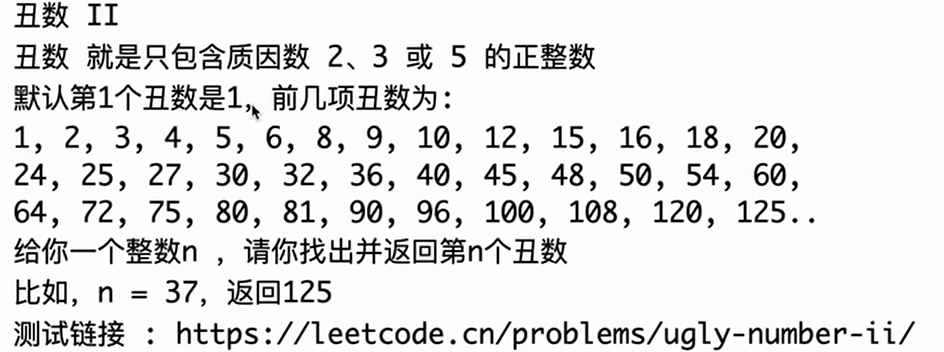 丑数 II
丑数 就是只包含质因数 2、3 或 5 的正整数
默认第1个丑数是1，前几项丑数为：
1, 2, 3, 4, 5, 6, 8, 9, 10, 12, 15, 16, 18, 20,
24, 25, 27, 30, 32, 36, 40, 45, 48, 50, 54, 60,
64, 72, 75, 80, 81, 90, 96, 100, 108, 120, 125..
给你一个整数n ，请你找出并返回第n个丑数
比如，n = 37，返回125
测试链接 : https://leetcode.cn/problems/ugly-number-ii/